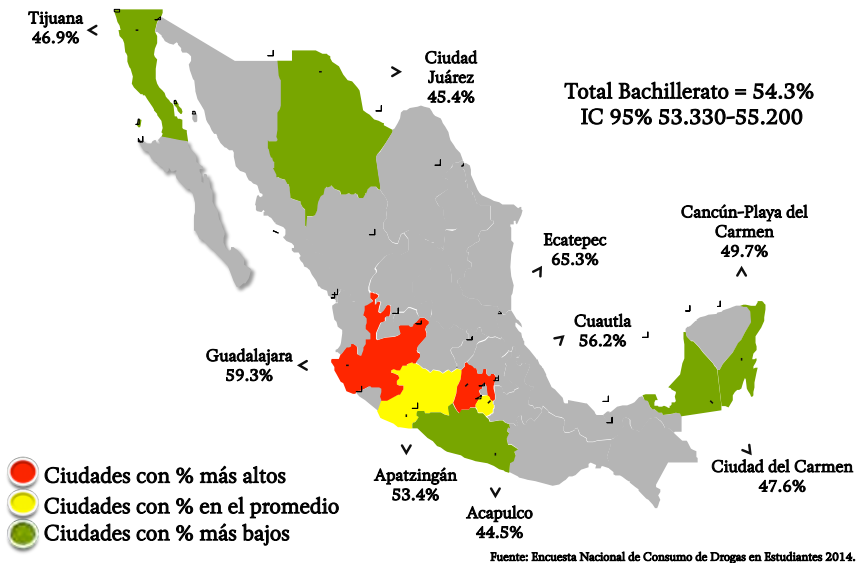 Tijuana
46.9%
Ciudad
Juárez
45.4%
Total Bachillerato = 54.3%
IC 95% 53.330-55.200
Cancún-Playa del
Carmen
49.7%
Ecatepec
65.3%
Cuautla
56.2%
Guadalajara
59.3%
Apatzingán
53.4%
Acapulco
44.5%
Ciudad del Carmen
47.6%
Ciudades con % más altos
Ciudades con % en el promedio
Ciudades con % más bajos
Fuente: Encuesta Nacional de Consumo de Drogas en Estudiantes 2014.